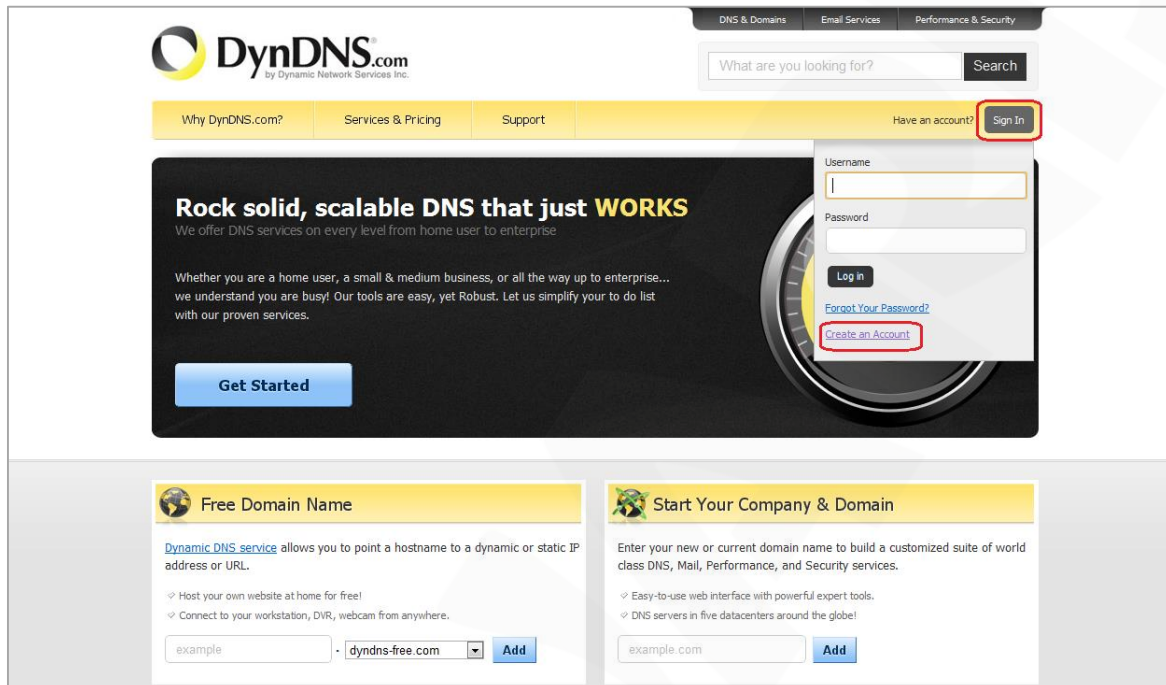 DNS & Domains Email Services Performance & Security
DynDNS.com
by Dynamic Network Services Inc.
What are you looking for? Search
Why DynDNS.com? Services & Pricing Support Have an account? Sign In
Username
Password
Log in
Forgot Your Password?
Create an Account
Rock solid, scalable DNS that just WORKS
We offer DNS services on every level from home user to enterprise
Whether you are a home user, a small & medium business, or all the way up to enterprise...
we understand you are busy! Our tools are easy, yet Robust. Let us simplify your to do list
with our proven services.
Get Started
Free Domain Name
Dynamic DNS service allows you to point a hostname to a dynamic or static IP
address or URL.
Host your own website at home for free!
Connect to your workstation, DVR, webcam from anywhere.
example . dyndns-free.com Add
Start Your Company & Domain
Enter your new or current domain name to build a customized suite of world
class DNS, Mail, Performance, and Security services.
Easy-to-use web interface with powerful expert tools.
DNS servers in five datacenters around the globe!
example.com Add